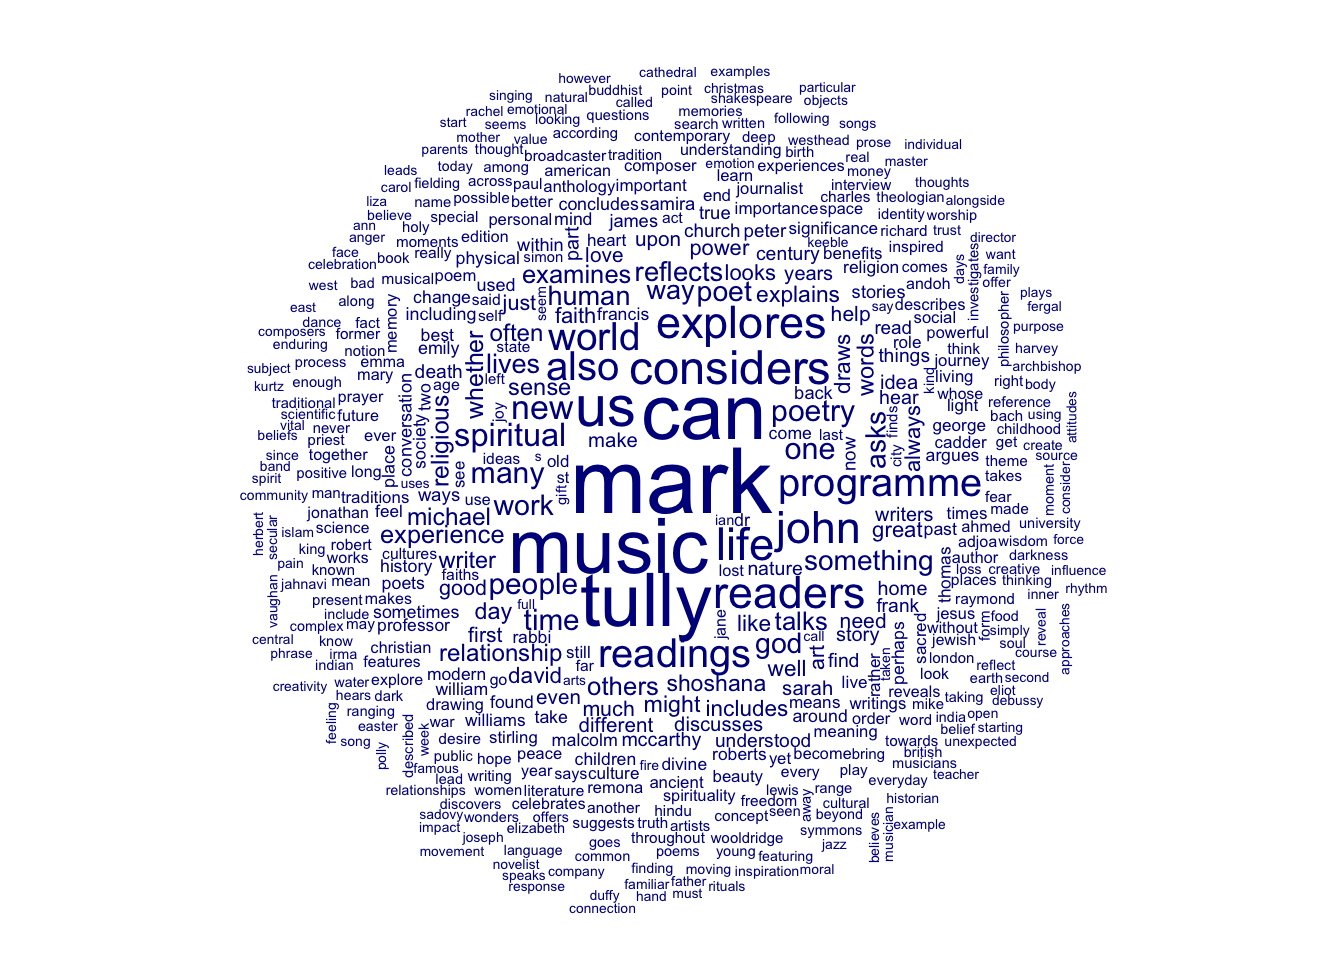 cathedral examples
however
buddhist point christmas particular
singing natural called shakespeare objects
rachel emotional memories
start seems looking questions search written following songs
mother value according contemporary deep westhead prose individual
parents thought broadcaster tradition understanding birth real master
leads today among american composer emotion experiences money
carol fielding across paul anthology important learn journalist interview thoughts
liza name possible better concludes samira end charles theologian alongside
believe special personal mind james act true importance space identity worship
ann holy
anger moments edition within part heart upon church peter significance richard trust
face book really physical simon love power century keeble benefits inspired director
celebration musical poem used examines reflects looks years religion comes days investigates want family
west bad change said just seem human way poet explains stories andoh offer plays
east along memory including self faith francis help say describes fergal
dance fact often explores read social philosopher purpose
composers former best state world role powerful
enduring notion emily whether draws words things think harvey
process emma lives also considers journey archbishop
subject mary death left sense idea kind living right body
kurtz enough age back hear whose reference
traditional prayer two joy new us can poetry light bach using attitudes
scientific future conversation society religious come last finds always george childhood
vital never spiritual make one now asks city cadder get create
beliefs priest ever argues theme source
since together place see ideas s old
band positive long many st mark programme takes moment consider
spirit uses gift
community man traditions ways use work fear made
jonathan feel michael iandr writers times university
herbert secular islam science experience music life john great past ahmed force
pain king robert cultures writer something adjoa wisdom darkness
works history lost nature author loss creative influence
jahnavi known mean poets faiths good people readers home thomas places thinking
vaughan present makes full tully frank raymond inner rhythm
include sometimes day time jane like talks need jesus form food
complex may professor first rabbi call story sacred without simply reveal approaches
central know christian relationship still readings god art perhaps jewish soul course
phrase irma features far well find rather taken london reflect
indian modern go david arts others shoshana sarah live look earth second
creativity water explore william even includes means writings reveals taking eliot
hears dark drawing found much might around order mike debussy
feeling ranging war williams take different discusses word india open
easter described week desire stirling malcolm mccarthy understood meaning belief starting
song polly public hope peace children roberts yet become bring towards unexpected
famous fire divine british musicians
lead writing year says culture ancient beauty every play everyday teacher
relationships women literature remona spirituality lewis range
discovers celebrates another hindu freedom away cultural historian
sadovy wonders offers suggests truth artists concept seen beyond
impact elizabeth symmons believes musician example
joseph goes throughout wooldridge jazz
movement language common poems young featuring
novelist finding moving inspiration moral
speaks company
response familiar father rituals
duffy hand must
connection